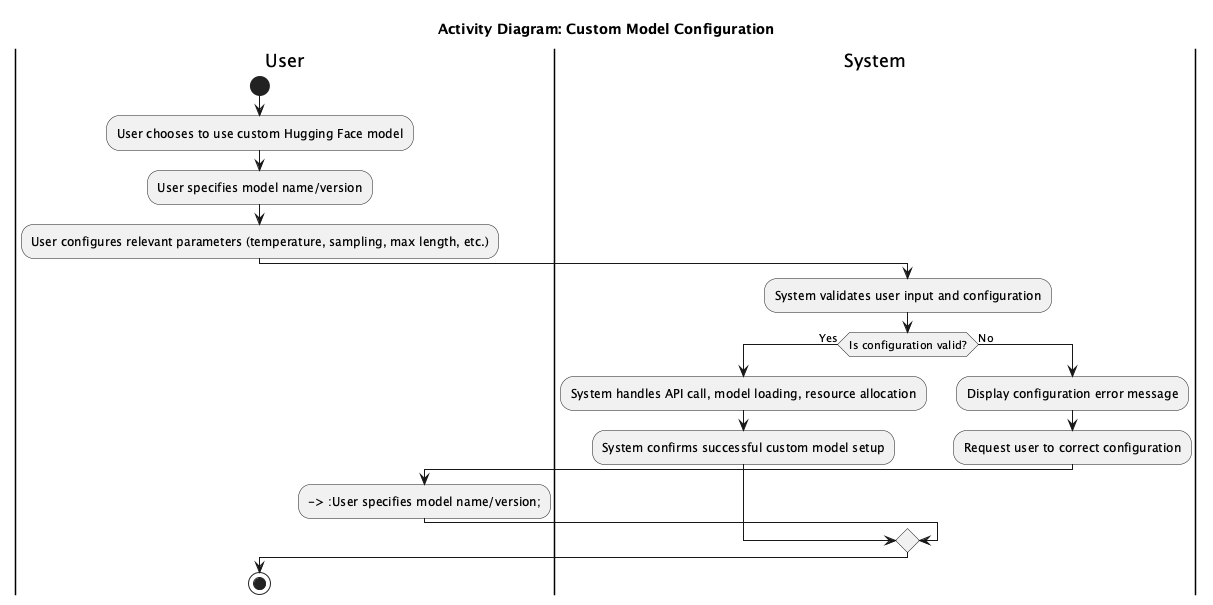 Activity Diagram: Custom Model Configuration
User
System
User chooses to use custom Hugging Face model
User specifies model name/version
User configures relevant parameters (temperature, sampling, max length, etc.)
System validates user input and configuration
Yes
Is configuration valid?
No
System handles API call, model loading, resource allocation
Display configuration error message
System confirms successful custom model setup
Request user to correct configuration
-> :User specifies model name/version;